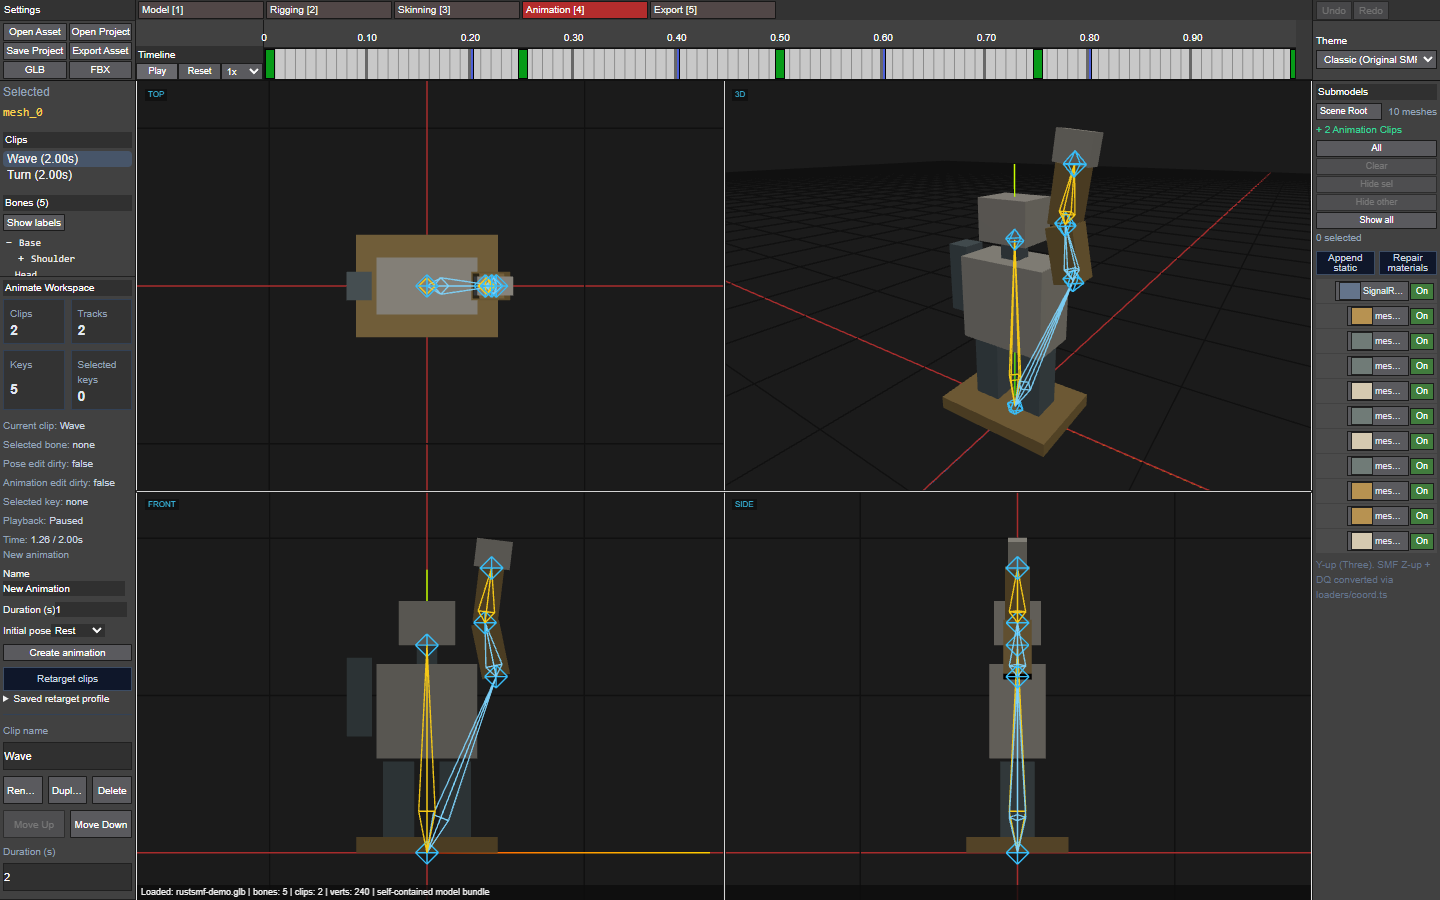 Settings
Open Asset
Open Project
Save Project
Export Asset
GLB
FBX
Selected
mesh_0
Clips
Wave (2.00s)
Turn (2.00s)
Bones (5)
Show labels
− Base
+ Shoulder
Head
Animate Workspace
Clips
2
Tracks
2
Keys
5
Selected keys
0
Current clip: Wave
Selected bone: none
Pose edit dirty: false
Animation edit dirty: false
Selected key: none
Playback: Paused
Time: 1.26 / 2.00s
New animation
Name
New Animation
Duration (s)1
Initial pose Rest
Create animation
Retarget clips
Saved retarget profile
Clip name
Wave
Ren...
Dupl...
Delete
Move Up
Move Down
Duration (s)
2
Model [1]
Rigging [2]
Skinning [3]
Animation [4]
Export [5]
0 0.10 0.20 0.30 0.40 0.50 0.60 0.70 0.80 0.90
Timeline
Play
Reset
1x
TOP
3D
FRONT
SIDE
Loaded: rustsmf-demo.glb | bones: 5 | clips: 2 | verts: 240 | self-contained model bundle
Undo
Redo
Theme
Classic (Original SMF
Submodels
Scene Root
10 meshes
+ 2 Animation Clips
All
Clear
Hide sel
Hide other
Show all
0 selected
Append static
Repair materials
SignalR... On
mes... On
mes... On
mes... On
mes... On
mes... On
mes... On
mes... On
mes... On
mes... On
mes... On
Y-up (Three). SMF Z-up +
DQ converted via
loaders/coord.ts